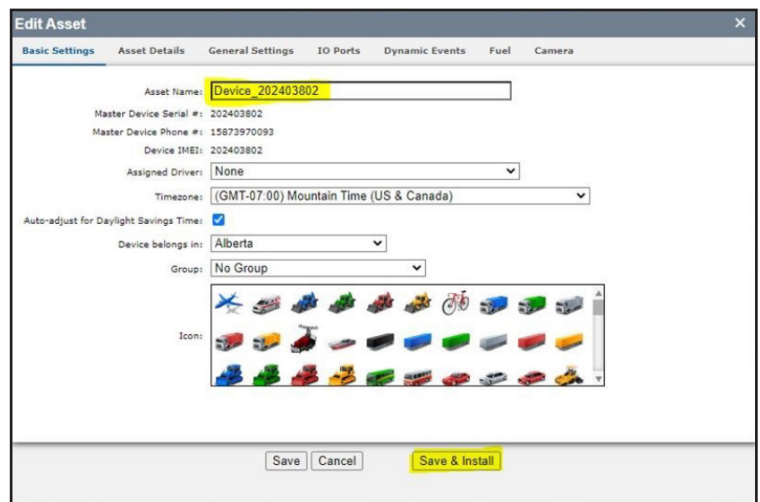 Edit Asset ×
Basic Settings Asset Details General Settings IO Ports Dynamic Events Fuel Camera
Asset Name: Device_202403802
Master Device Serial #: 202403802
Master Device Phone #: 15873970093
Device IMEI: 202403802
Assigned Driver: None
Timezone: (GMT-07:00) Mountain Time (US & Canada)
Auto-adjust for Daylight Savings Time:
Device belongs in: Alberta
Group: No Group
Icon:
Save Cancel Save & Install